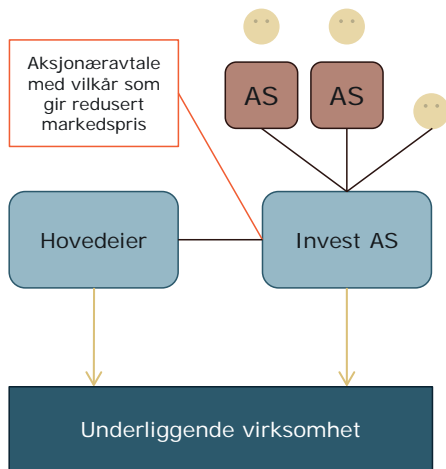 Aksjonæravtale
med vilkår som
gir redusert
markedspris
AS
AS
Hovedeier
Invest AS
Underliggende virksomhet